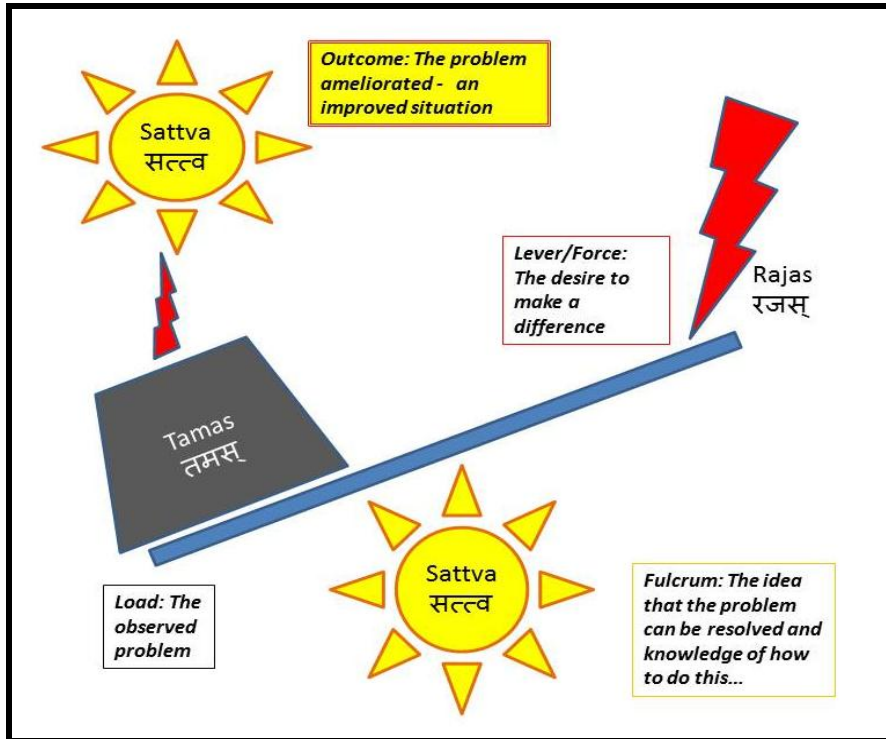 Sattva
सत्त्व
Outcome: The problem
ameliorated - an
improved situation
Lever/Force:
The desire to
make a
difference
Rajas
रजस्
Tamas
तमस्
Load: The
observed
problem
Sattva
सत्त्व
Fulcrum: The idea
that the problem
can be resolved and
knowledge of how
to do this...